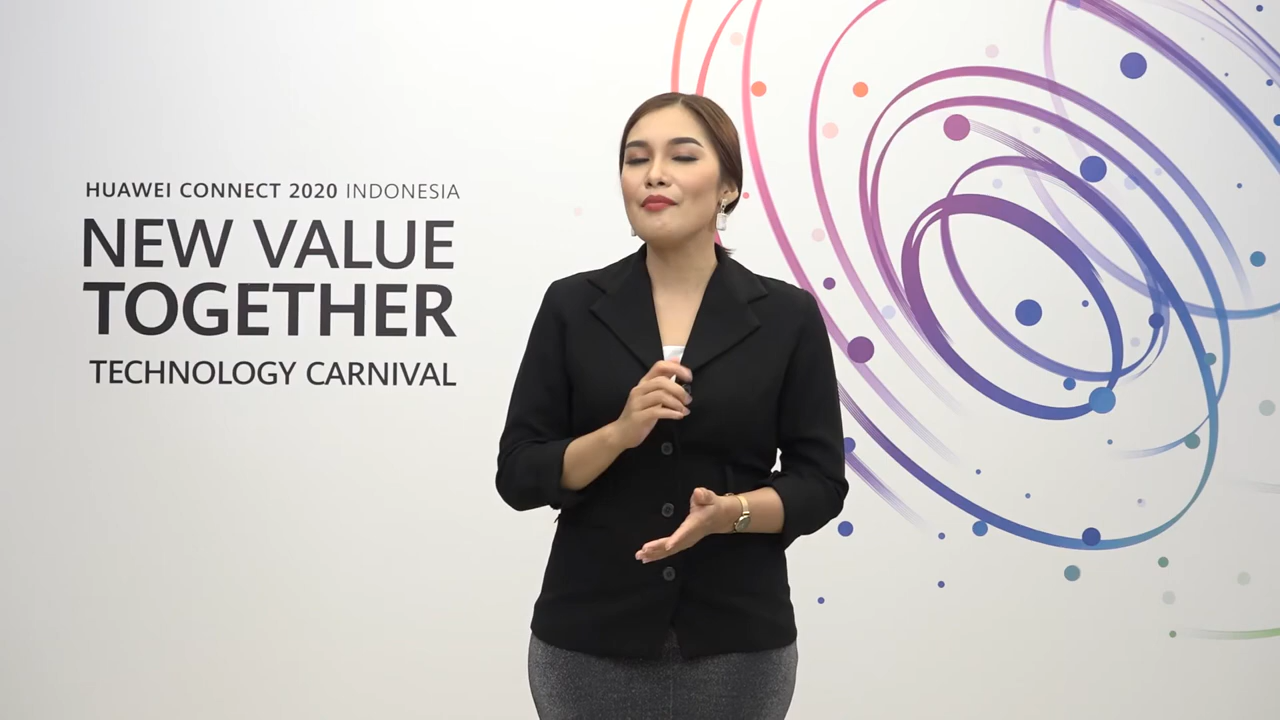 HUAWEI CONNECT 2020 INDONESIA
NEW VALUE
TOGETHER
TECHNOLOGY CARNIVAL